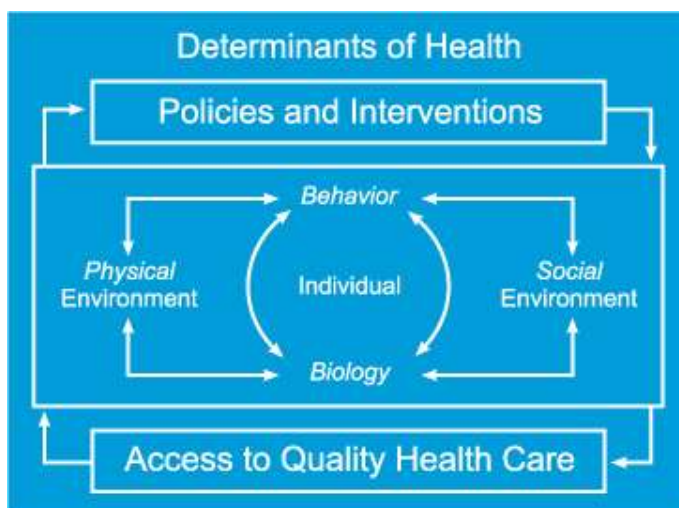 Determinants of Health
Policies and Interventions
Behavior
Physical
Environment
Individual
Social
Environment
Biology
Access to Quality Health Care